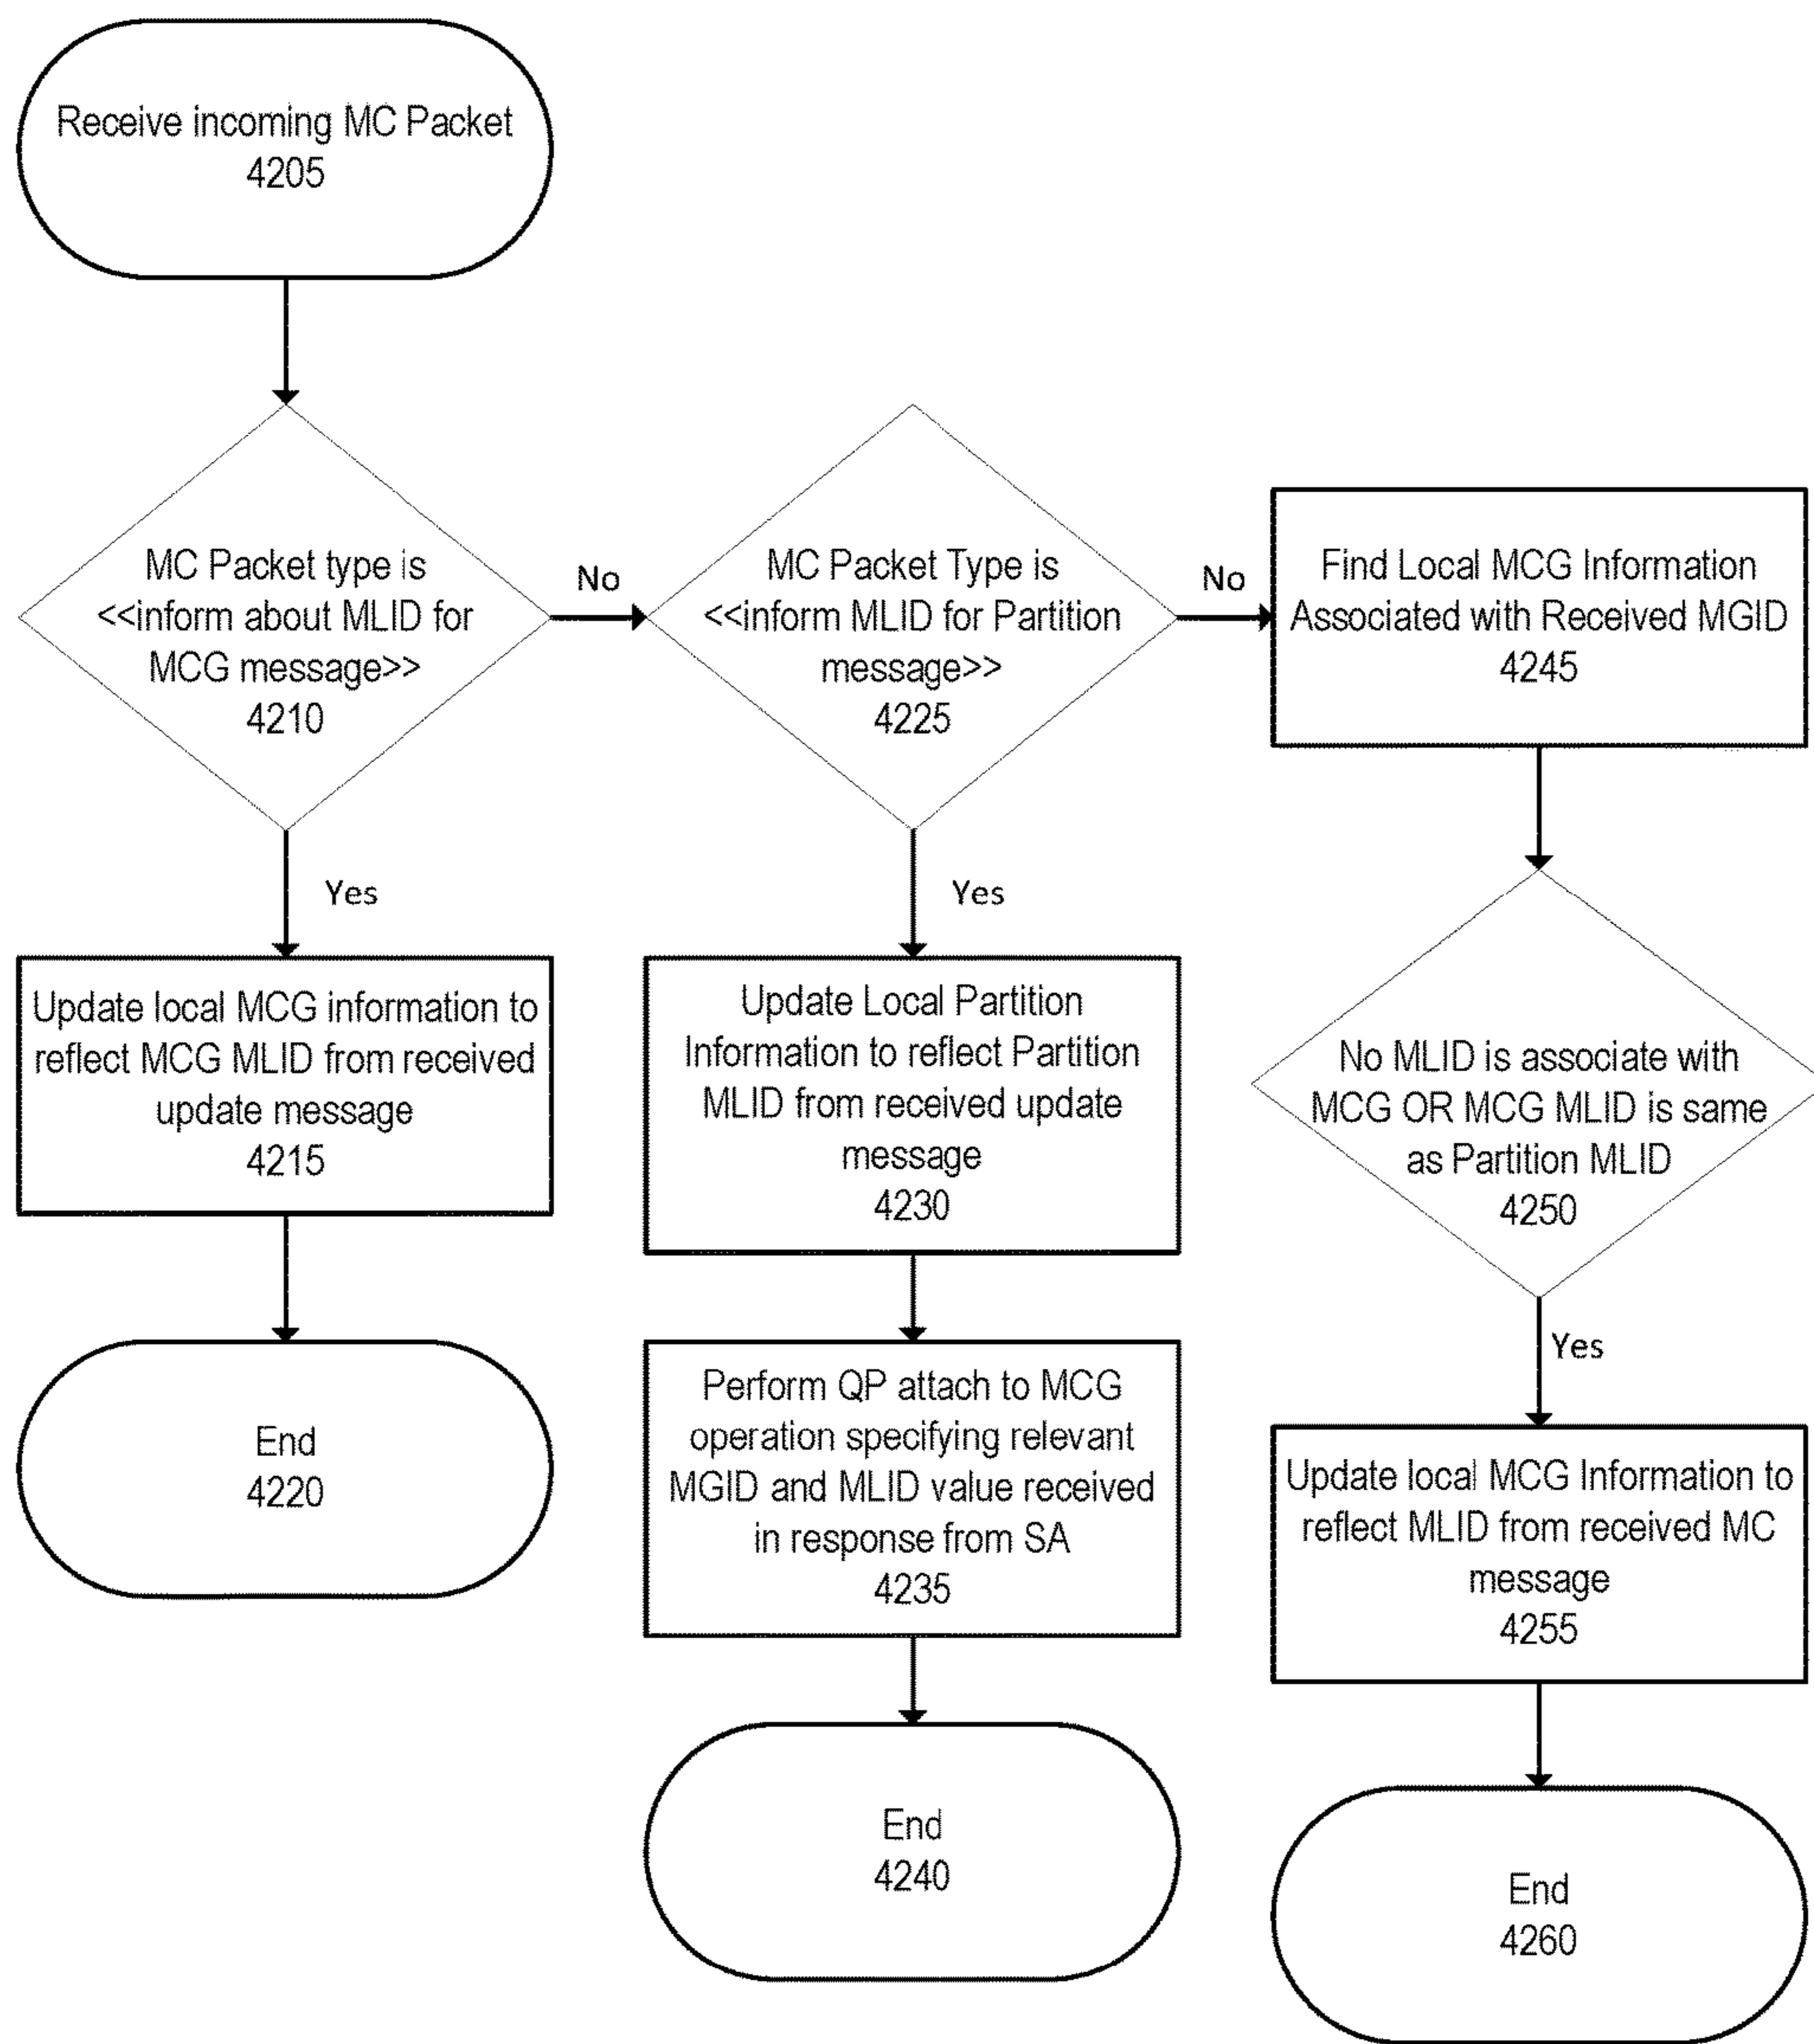 Receive incoming MC Packet
4205
MC Packet type is
<<inform about MLID for
MCG message>>
4210
No
MC Packet Type is
<<inform MLID for Partition
message>>
4225
No
Find Local MCG Information
Associated with Received MGID
4245
Yes
Update local MCG information to
reflect MCG MLID from received
update message
4215
End
4220
Yes
Update Local Partition
Information to reflect Partition
MLID from received update
message
4230
Perform QP attach to MCG
operation specifying relevant
MGID and MLID value received
in response from SA
4235
End
4240
No MLID is associate with
MCG OR MCG MLID is same
as Partition MLID
4250
Yes
Update local MCG Information to
reflect MLID from received MC
message
4255
End
4260